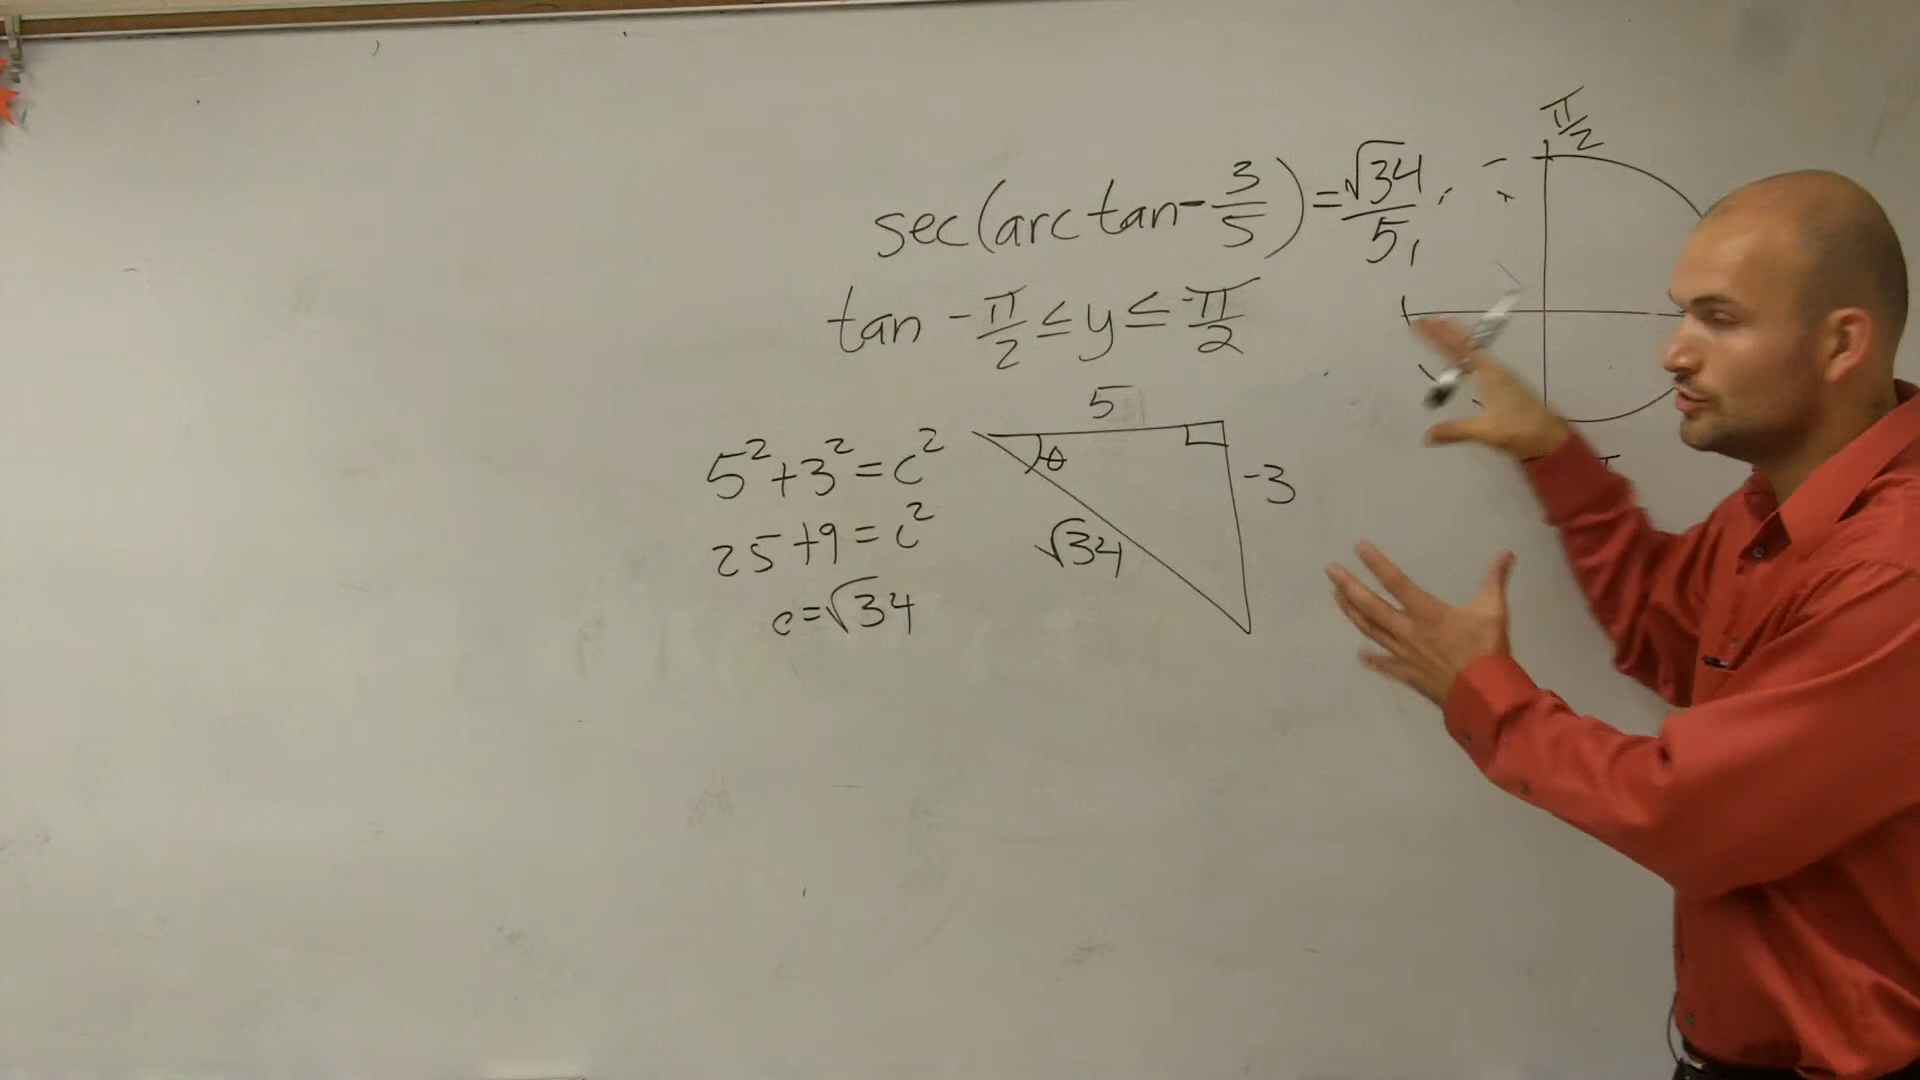 π/2
sec(arctan-3/5)=√34/5
tan -π/2≤y≤π/2
5
5²+3²=c²
θ
-3
25+9=c²
√34
c=√34